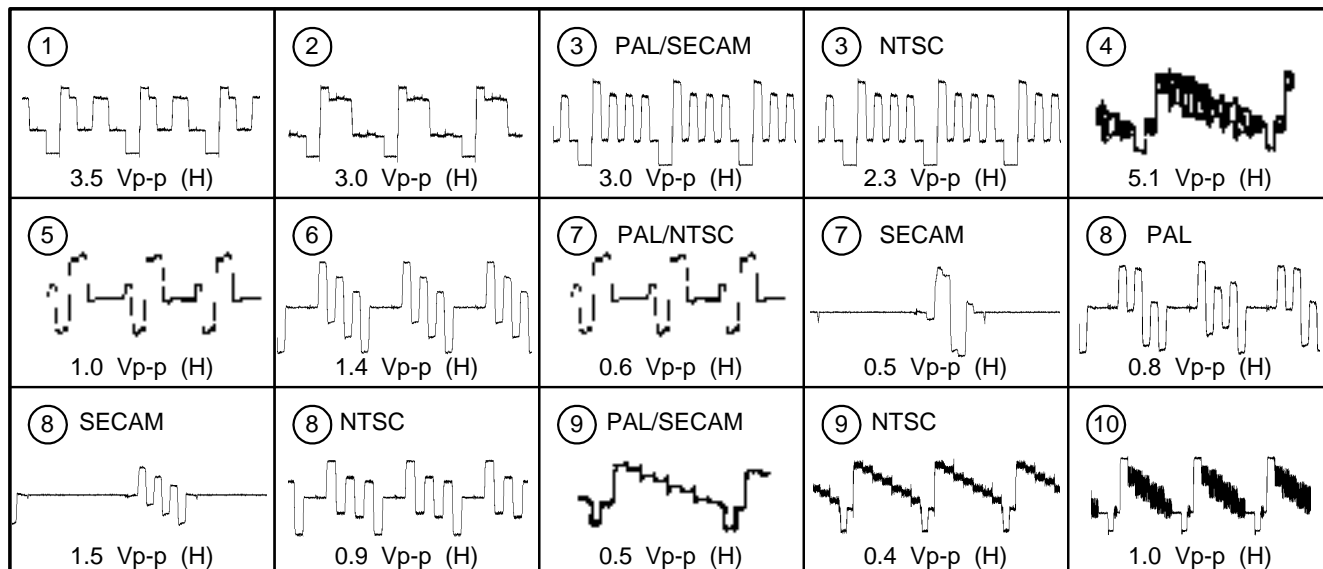 1
3.5 Vp-p (H)
2
3.0 Vp-p (H)
3 PAL/SECAM
3.0 Vp-p (H)
3 NTSC
2.3 Vp-p (H)
4
5.1 Vp-p (H)
5
1.0 Vp-p (H)
6
1.4 Vp-p (H)
7 PAL/NTSC
0.6 Vp-p (H)
7 SECAM
0.5 Vp-p (H)
8 PAL
0.8 Vp-p (H)
8 SECAM
1.5 Vp-p (H)
8 NTSC
0.9 Vp-p (H)
9 PAL/SECAM
0.5 Vp-p (H)
9 NTSC
0.4 Vp-p (H)
10
1.0 Vp-p (H)